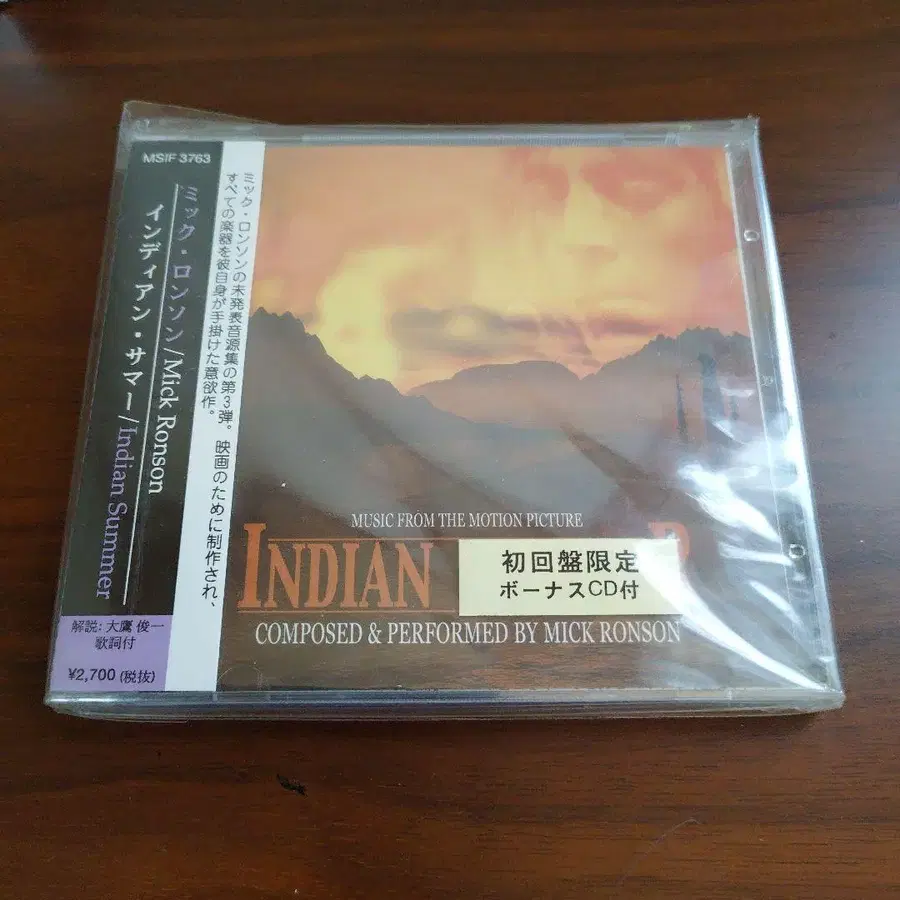 MSIF 3763
ミック・ロンソン/Mick Ronson
インディアン・サマー/Indian Summer
ミック・ロンソンの未発表音源集の第3弾。映画のために制作され、
すべての楽器を彼自身が手掛けた意欲作。
解説: 大鷹 俊一
歌詞付
¥2,700 (税抜)
MUSIC FROM THE MOTION PICTURE
INDIAN
初回盤限定
ボーナスCD付
COMPOSED & PERFORMED BY MICK RONSON